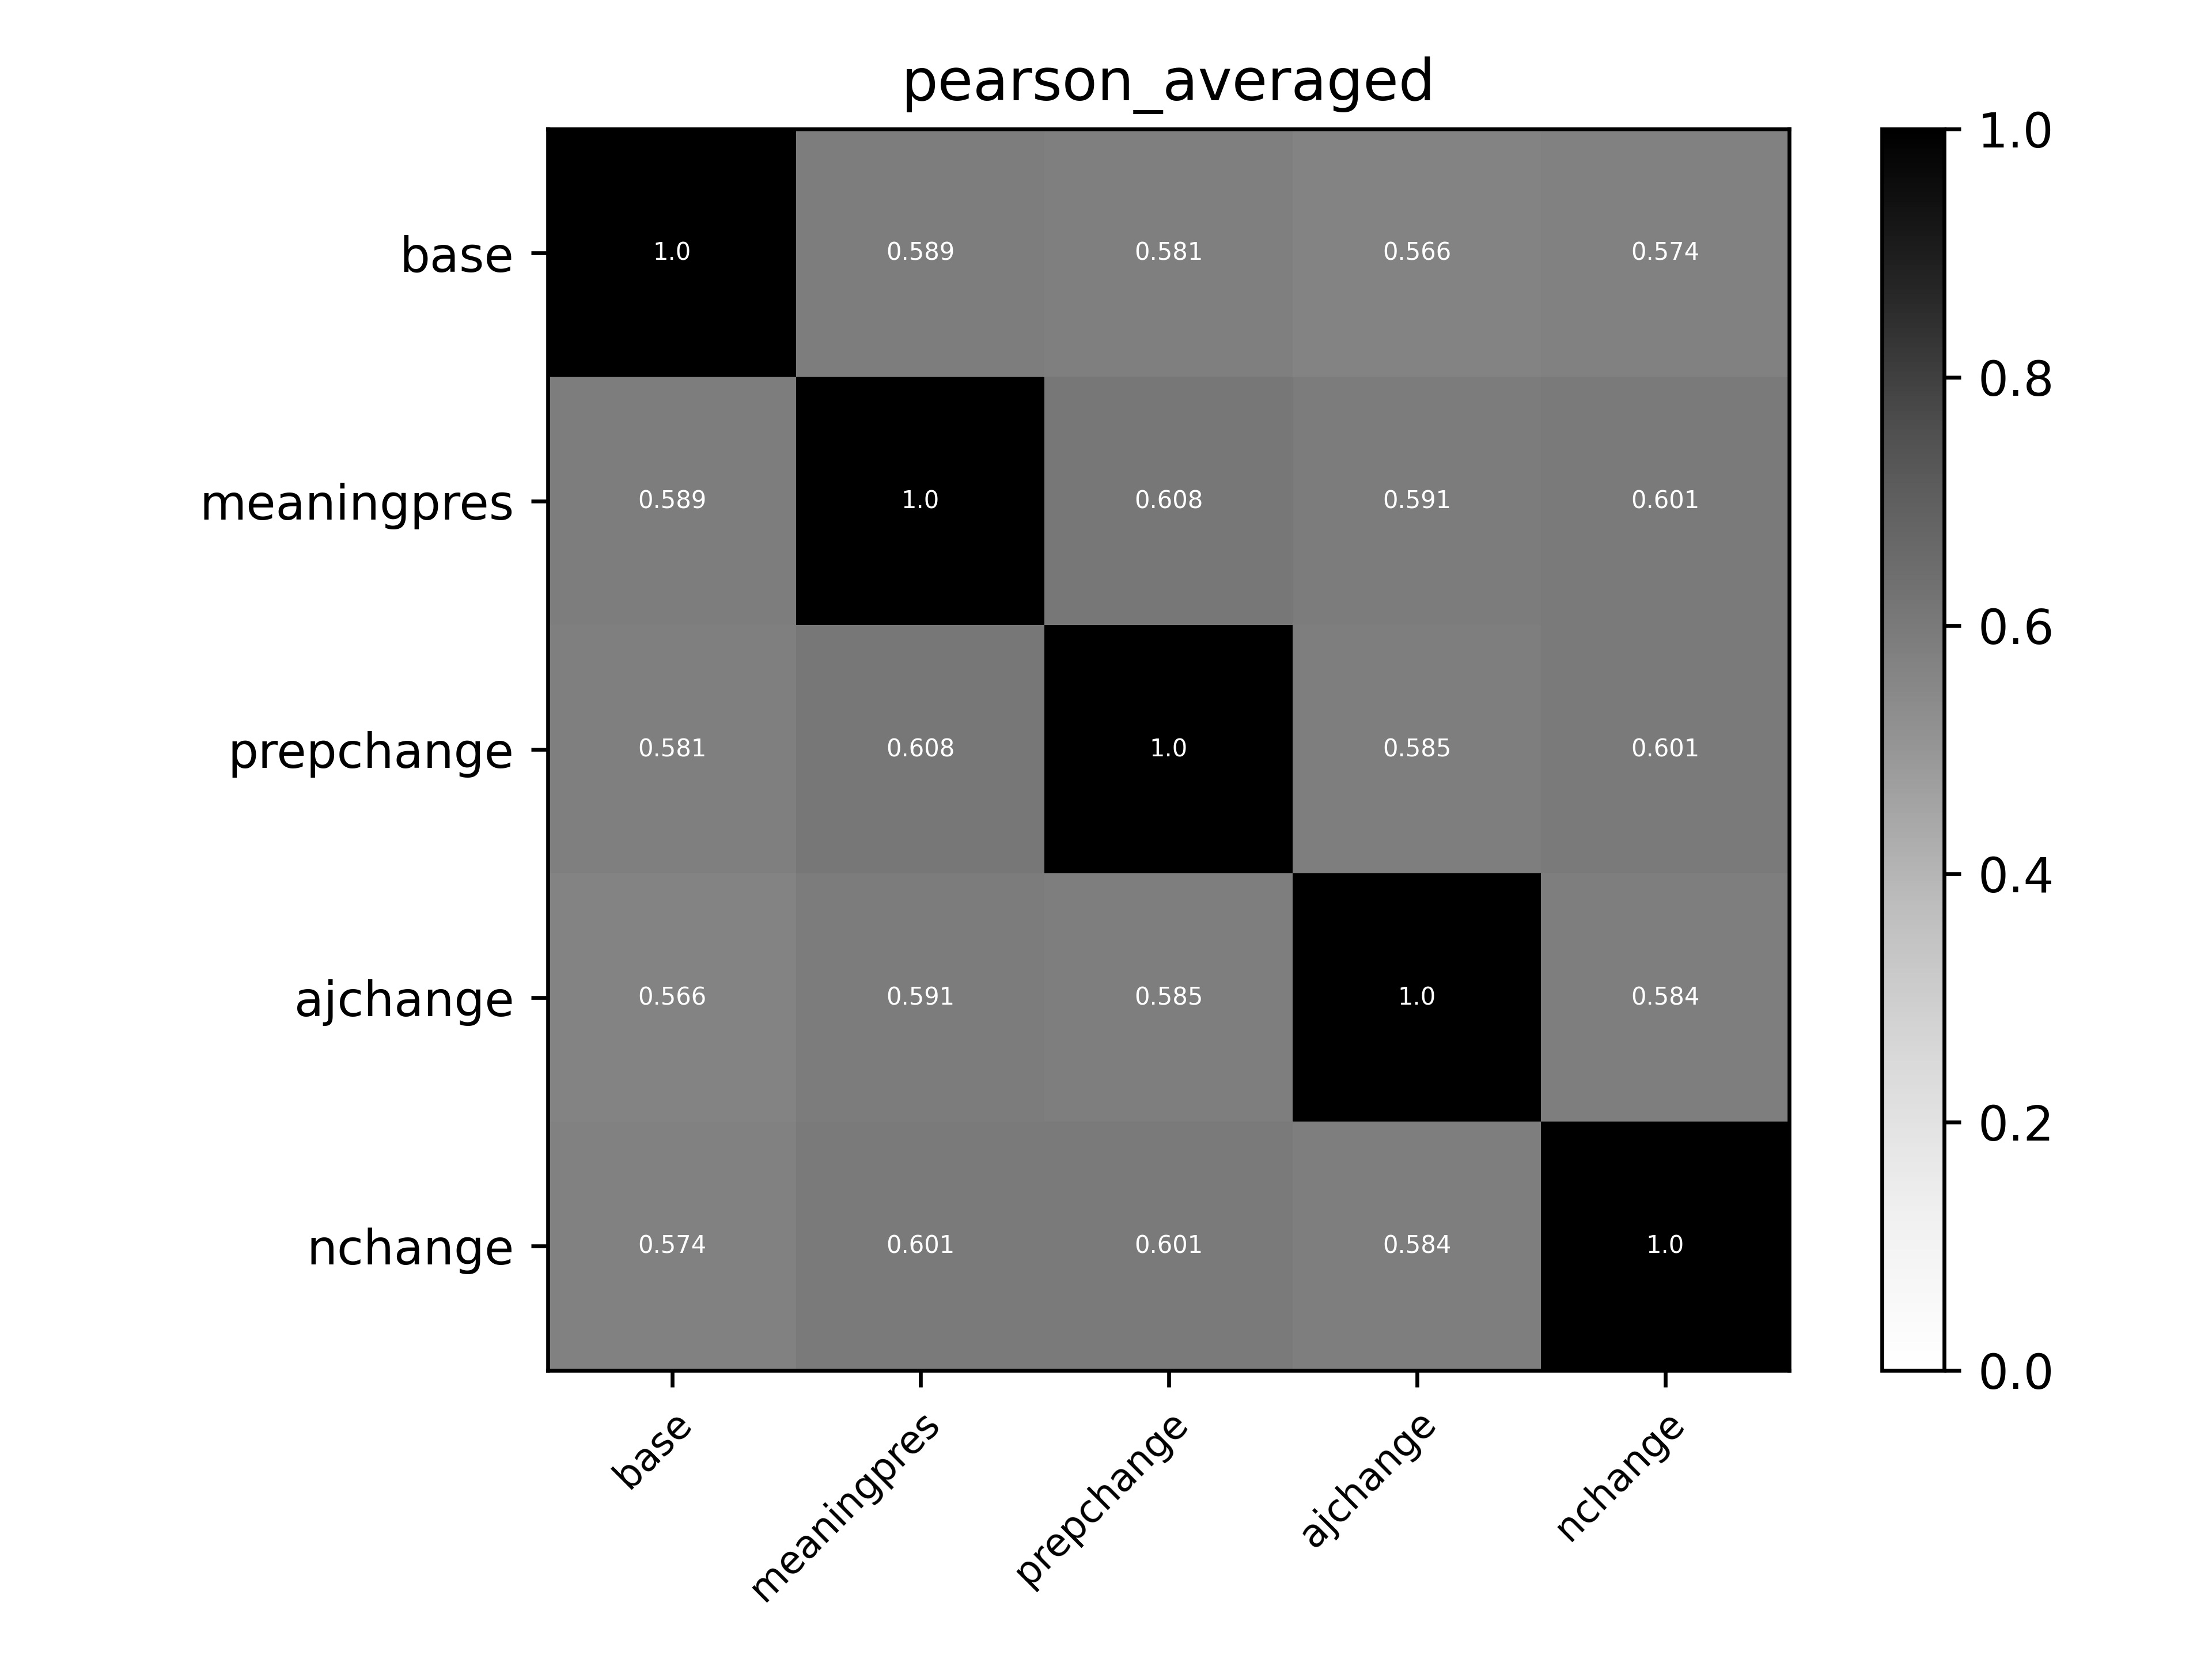 pearson_averaged
base 1.0 0.589 0.581 0.566 0.574
meaningpres 0.589 1.0 0.608 0.591 0.601
prepchange 0.581 0.608 1.0 0.585 0.601
ajchange 0.566 0.591 0.585 1.0 0.584
nchange 0.574 0.601 0.601 0.584 1.0
base meaningpres prepchange ajchange nchange
1.0
0.8
0.6
0.4
0.2
0.0